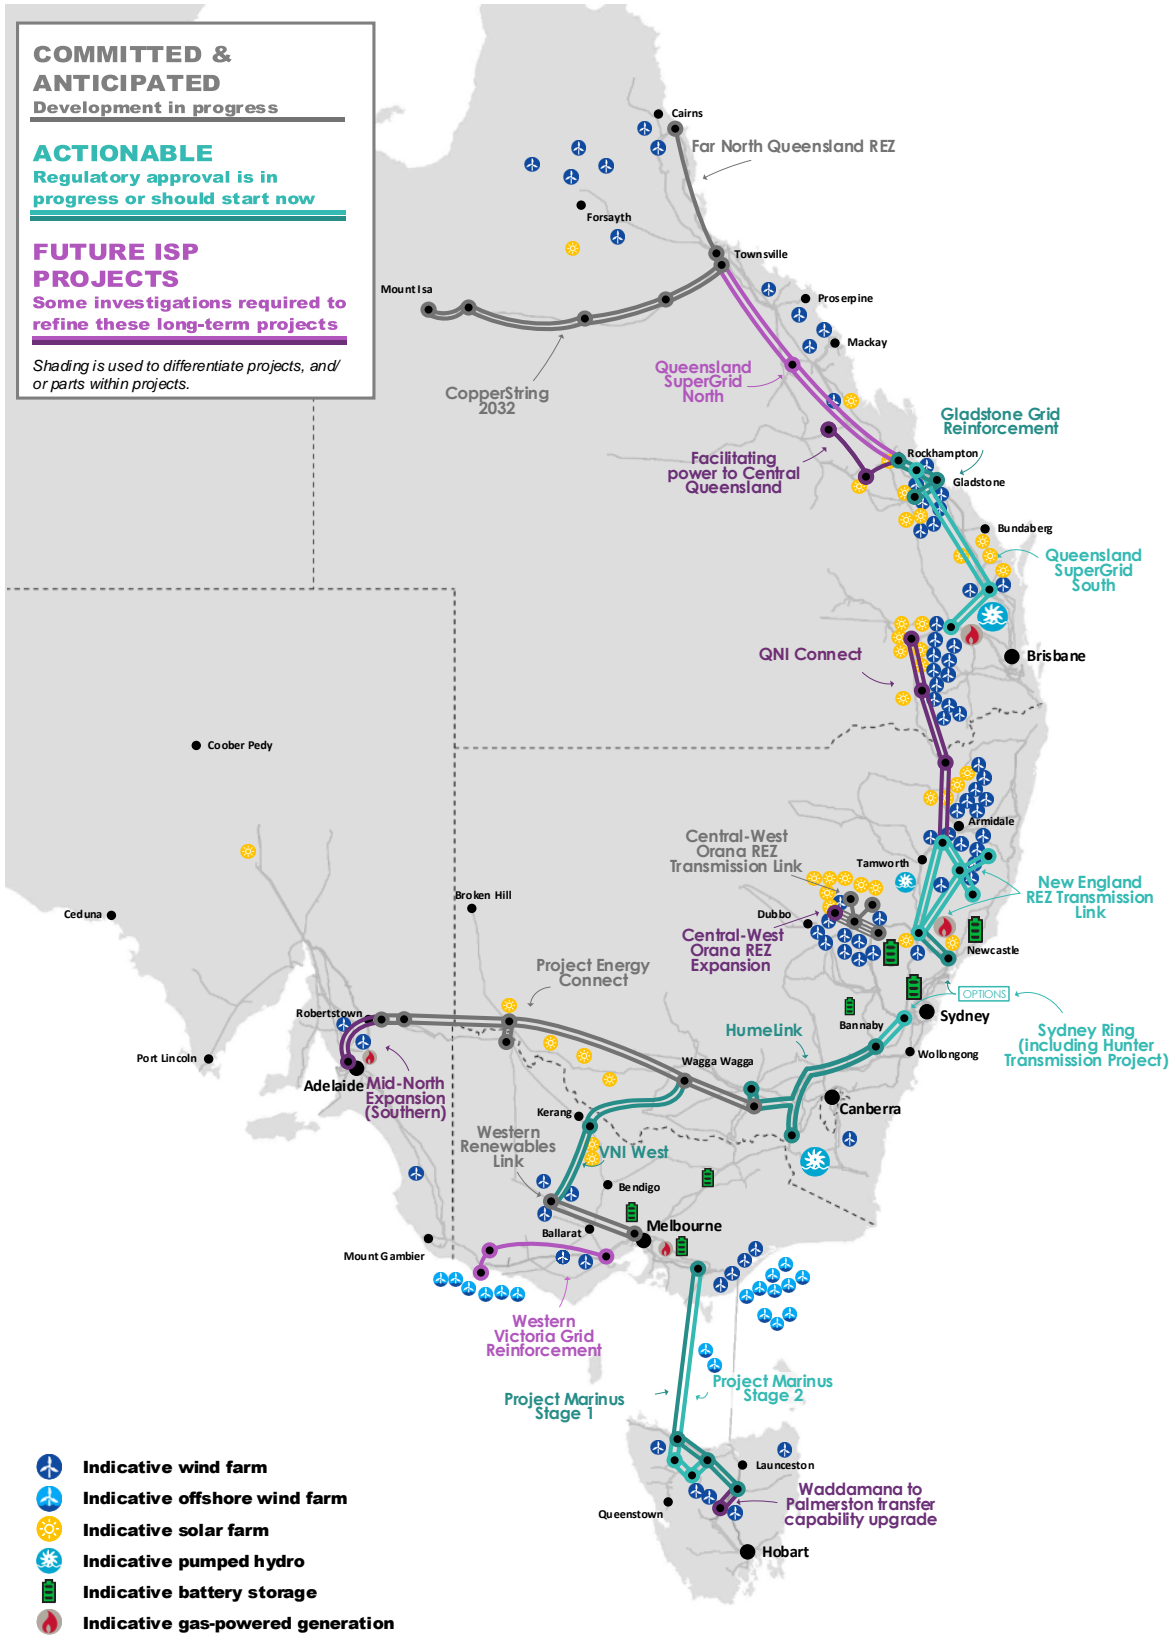 COMMITTED &
ANTICIPATED
Development in progress
ACTIONABLE
Regulatory approval is in
progress or should start now
FUTURE ISP
PROJECTS
Some investigations required to
refine these long-term projects
Shading is used to differentiate projects, and/
or parts within projects.
Cairns
Far North Queensland REZ
Forsayth
Townsville
Mount Isa
Proserpine
Mackay
CopperString
2032
Queensland
SuperGrid
North
Gladstone Grid
Reinforcement
Facilitating
power to Central
Queensland
Rockhampton
Gladstone
Bundaberg
Queensland
SuperGrid
South
QNI Connect
Brisbane
Coober Pedy
Armidale
Central-West
Orana REZ
Transmission Link
Tamworth
New England
REZ Transmission
Link
Broken Hill
Ceduna
Dubbo
Central-West
Orana REZ
Expansion
Newcastle
Project Energy
Connect
OPTIONS
Robertstown
Sydney
Bannaby
HumeLink
Sydney Ring
(including Hunter
Transmission Project)
Wollongong
Port Lincoln
Wagga Wagga
Adelaide
Mid-North
Expansion
(Southern)
Canberra
Kerang
Western
Renewables
Link
VNI West
Bendigo
Ballarat
Melbourne
Mount Gambier
Western
Victoria Grid
Reinforcement
Project Marinus
Stage 2
Project Marinus
Stage 1
Launceston
Waddamana to
Palmerston transfer
capability upgrade
Queenstown
Hobart
Indicative wind farm
Indicative offshore wind farm
Indicative solar farm
Indicative pumped hydro
Indicative battery storage
Indicative gas-powered generation